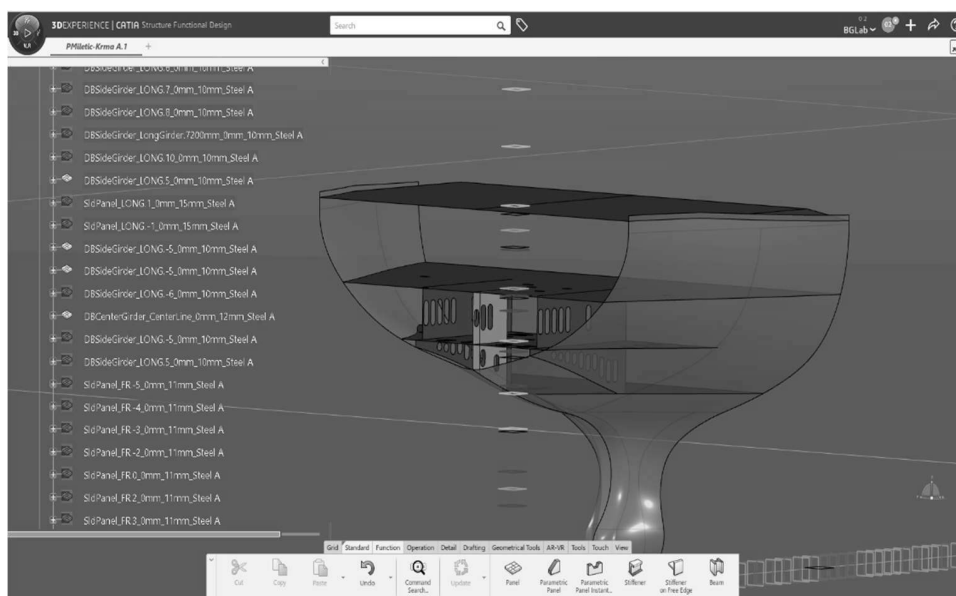 3DEXPERIENCE | CATIA Structure Functional Design
Search
BGLab
PMiletic-Krma A.1
+
DBSideGirder_LONG.6_0mm_10mm_Steel A
DBSideGirder_LONG.7_0mm_10mm_Steel A
DBSideGirder_LONG.8_0mm_10mm_Steel A
DBSideGirder_LongGirder.7200mm_0mm_10mm_Steel A
DBSideGirder_LONG.10_0mm_10mm_Steel A
DBSideGirder_LONG.5_0mm_10mm_Steel A
SldPanel_LONG.1_0mm_15mm_Steel A
SldPanel_LONG.-1_0mm_15mm_Steel A
DBSideGirder_LONG.-5_0mm_10mm_Steel A
DBSideGirder_LONG.-5_0mm_10mm_Steel A
DBSideGirder_LONG.-6_0mm_10mm_Steel A
DBCenterGirder_CenterLine_0mm_12mm_Steel A
DBSideGirder_LONG.-5_0mm_10mm_Steel A
DBSideGirder_LONG.5_0mm_10mm_Steel A
SldPanel_FR.-5_0mm_11mm_Steel A
SldPanel_FR.-4_0mm_11mm_Steel A
SldPanel_FR.-3_0mm_11mm_Steel A
SldPanel_FR.-2_0mm_11mm_Steel A
SldPanel_FR.0_0mm_11mm_Steel A
SldPanel_FR.2_0mm_11mm_Steel A
SldPanel_FR.3_0mm_11mm_Steel A
Grid Standard Function Operation Detail Drafting Geometrical Tools AR-VR Tools Touch View
Cut Copy Paste Undo Command Search... Update Panel Parametric Panel Parametric Panel Instant... Stiffener Stiffener on Free Edge Beam